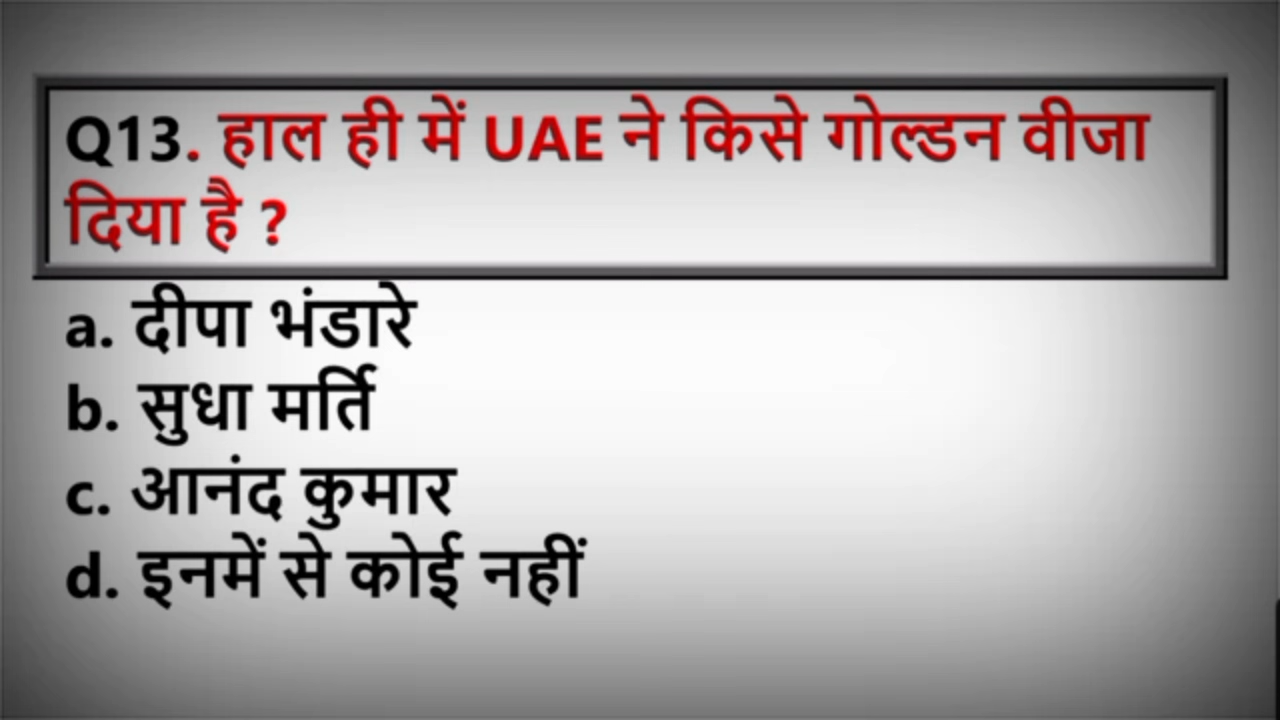 Q13. हाल ही में UAE ने किसे गोल्डन वीजा
दिया है ?
a. दीपा भंडारे
b. सुधा मर्ति
c. आनंद कुमार
d. इनमें से कोई नहीं